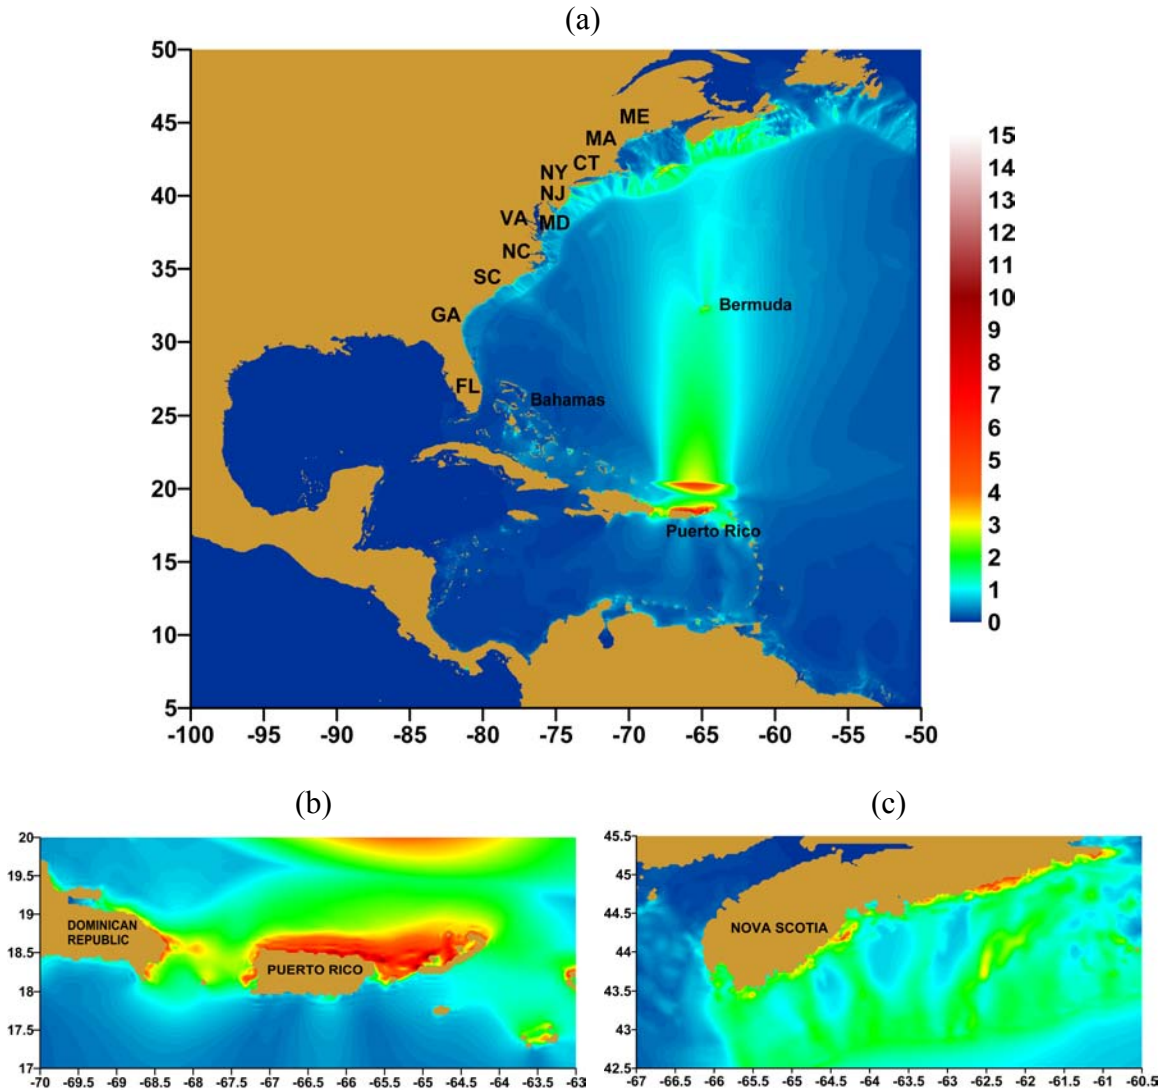 (a)
50
45
40
35
30
25
20
15
10
5
-100 -95 -90 -85 -80 -75 -70 -65 -60 -55 -50
ME
MA
CT
NY
NJ
VA MD
NC
SC
GA
FL
Bermuda
Bahamas
Puerto Rico
15
14
13
12
11
10
9
8
7
6
5
4
3
2
1
0
(b)
20
19.5
19
18.5
18
17.5
17
-70 -69.5 -69 -68.5 -68 -67.5 -67 -66.5 -66 -65.5 -65 -64.5 -64 -63.5 -63
DOMINICAN
REPUBLIC
PUERTO RICO
(c)
45.5
45
44.5
44
43.5
43
42.5
-67 -66.5 -66 -65.5 -65 -64.5 -64 -63.5 -63 -62.5 -62 -61.5 -61 -60.5
NOVA SCOTIA